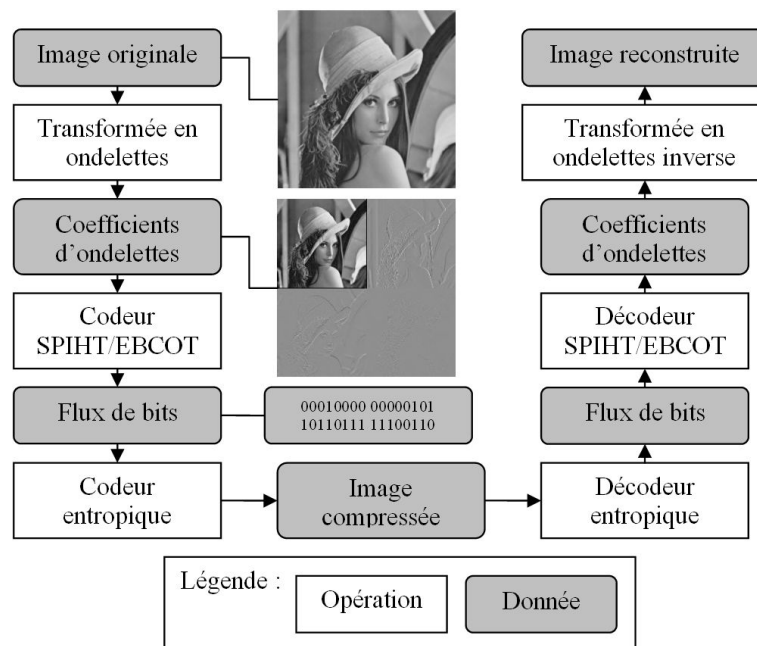 Image originale
Transformée en
ondelettes
Coefficients
d'ondelettes
Codeur
SPIHT/EBCOT
Flux de bits
00010000 00000101
10110111 11100110
Codeur
entropique
Image
compressée
Décodeur
entropique
Flux de bits
Décodeur
SPIHT/EBCOT
Coefficients
d'ondelettes
Transformée en
ondelettes inverse
Image reconstruite
Légende :
Opération
Donnée